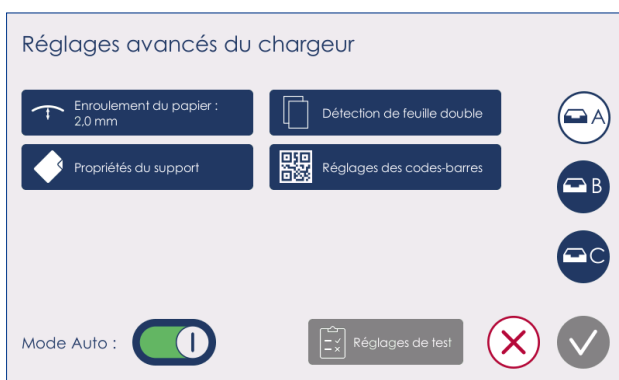 Réglages avancés du chargeur
Enroulement du papier :
2,0 mm
Détection de feuille double
A
Propriétés du support
Réglages des codes-barres
B
C
Mode Auto :
Réglages de test